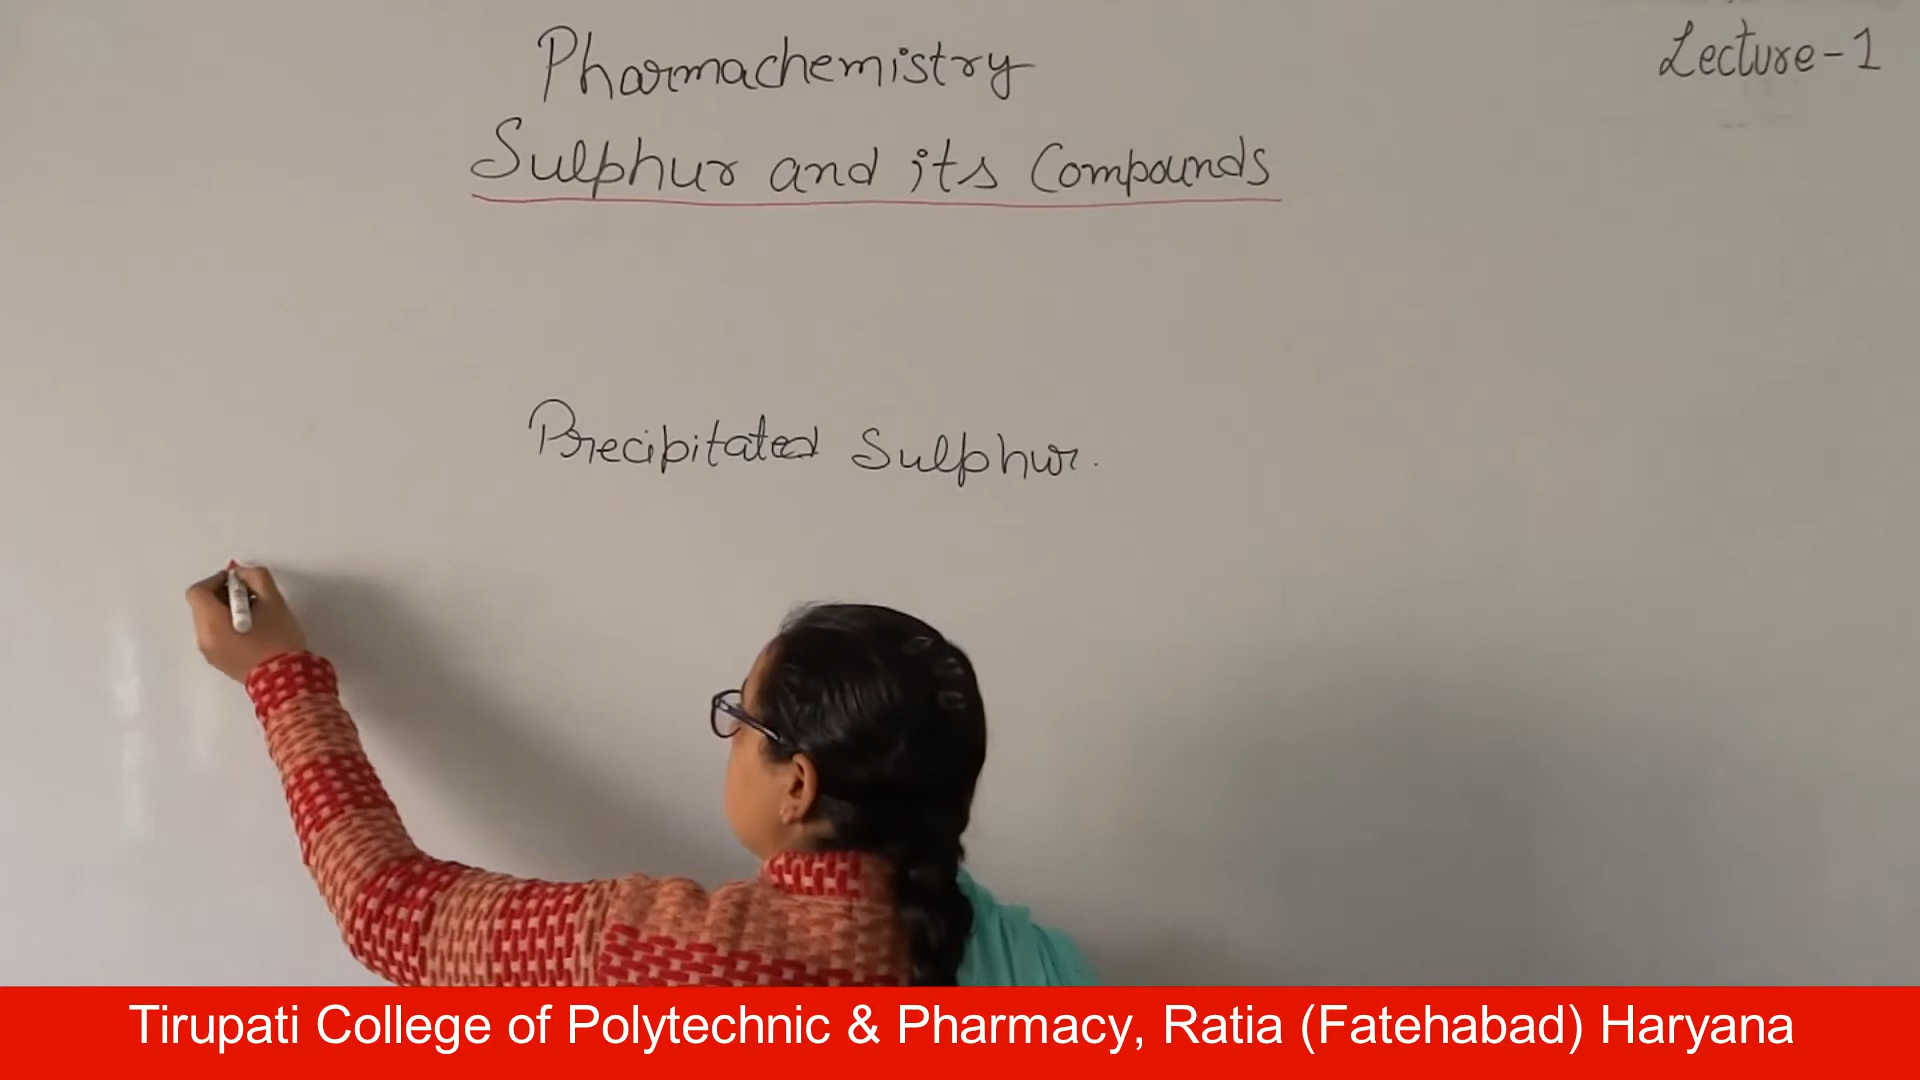 Pharmachemistry
Lecture-1
Sulphur and its Compounds
Precipitated Sulphur.
Tirupati College of Polytechnic & Pharmacy, Ratia (Fatehabad) Haryana